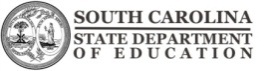 SOUTH CAROLINA
STATE DEPARTMENT
OF EDUCATION